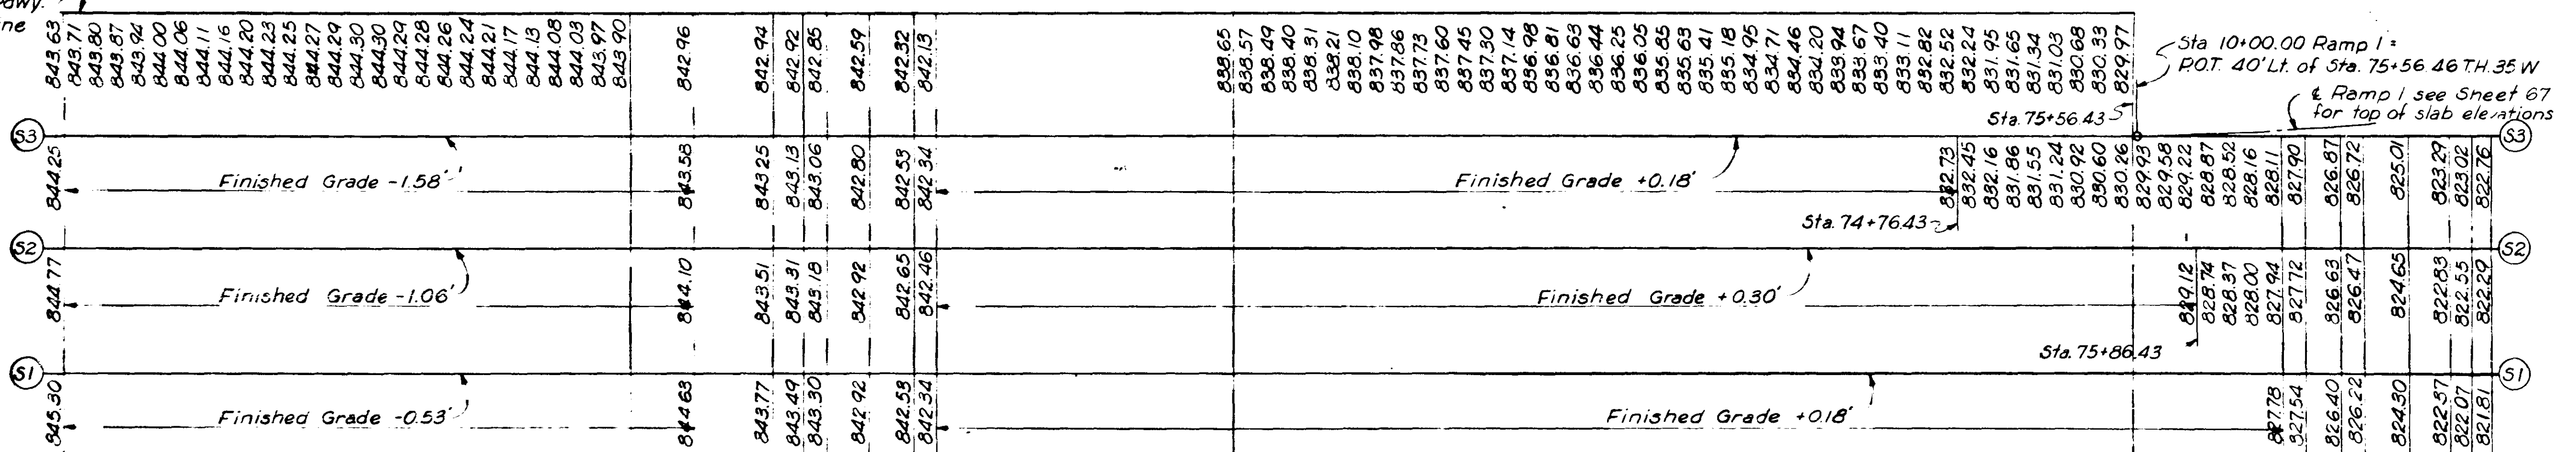 843.63 843.71 843.80 843.87 843.94 844.00 844.06 844.11 844.16 844.20 844.23 844.25 844.27 844.29 844.30 844.30 844.29 844.28 844.26 844.24 844.21 844.17 844.13 844.08 844.03 843.97 843.90 842.96 842.94 842.92 842.85 842.59 842.32 842.13 838.65 838.57 838.49 838.40 838.31 838.21 838.10 837.98 837.86 837.73 837.60 837.45 837.30 837.14 836.98 836.81 836.63 836.44 836.25 836.05 835.85 835.63 835.41 835.18 834.95 834.71 834.46 834.20 833.94 833.67 833.40 833.11 832.82 832.52 832.24 831.95 831.65 831.34 831.03 830.68 830.33 829.97
Sta 10+00.00 Ramp 1 =
P.O.T. 40' Lt. of Sta. 75+56.46 T.H. 35 W
℄ Ramp 1 see Sheet 67
for top of slab elevations
Sta. 75+56.43
S3 S3
844.25 Finished Grade -1.58' 843.58 843.25 843.13 843.06 842.80 842.53 842.34 Finished Grade +0.18' 832.73 832.45 832.16 831.86 831.55 831.24 830.92 830.60 830.26 829.93 829.58 829.22 828.87 828.52 828.16 828.11 827.90 826.87 826.72 825.01 823.29 823.02 822.76
Sta. 74+76.43
S2 S2
844.77 Finished Grade -1.06' 844.10 843.51 843.31 843.18 842.92 842.65 842.46 Finished Grade +0.30' 829.12 828.74 828.37 828.00 827.94 827.72 826.63 826.47 824.65 822.83 822.55 822.29
Sta. 75+86.43
S1 S1
845.30 Finished Grade -0.53' 844.63 843.77 843.49 843.30 842.92 842.53 842.34 Finished Grade +0.18' 827.78 827.54 826.40 826.22 824.30 822.37 822.07 821.81